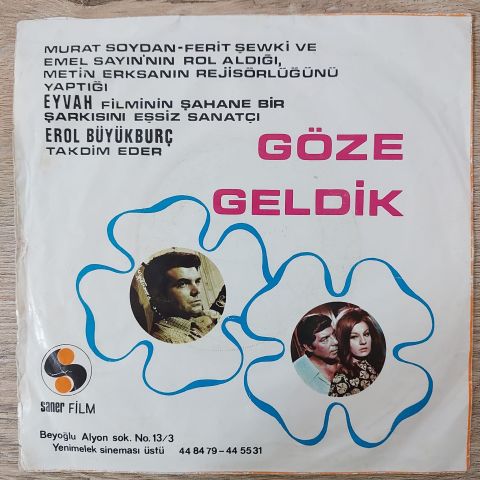 MURAT SOYDAN-FERİT ŞEWKİ VE
EMEL SAYIN'NIN ROL ALDIĞI,
METİN ERKSANIN REJİSÖRLÜĞÜNÜ
YAPTIĞI
EYVAH FİLMİNİN ŞAHANE BİR
ŞARKISINI EŞSİZ SANATÇI
EROL BÜYÜKBURÇ
TAKDİM EDER
GÖZE
GELDİK
saner FİLM
Beyoğlu Alyon sok. No. 13/3
Yenimelek sineması üstü 44 84 79-44 55 31